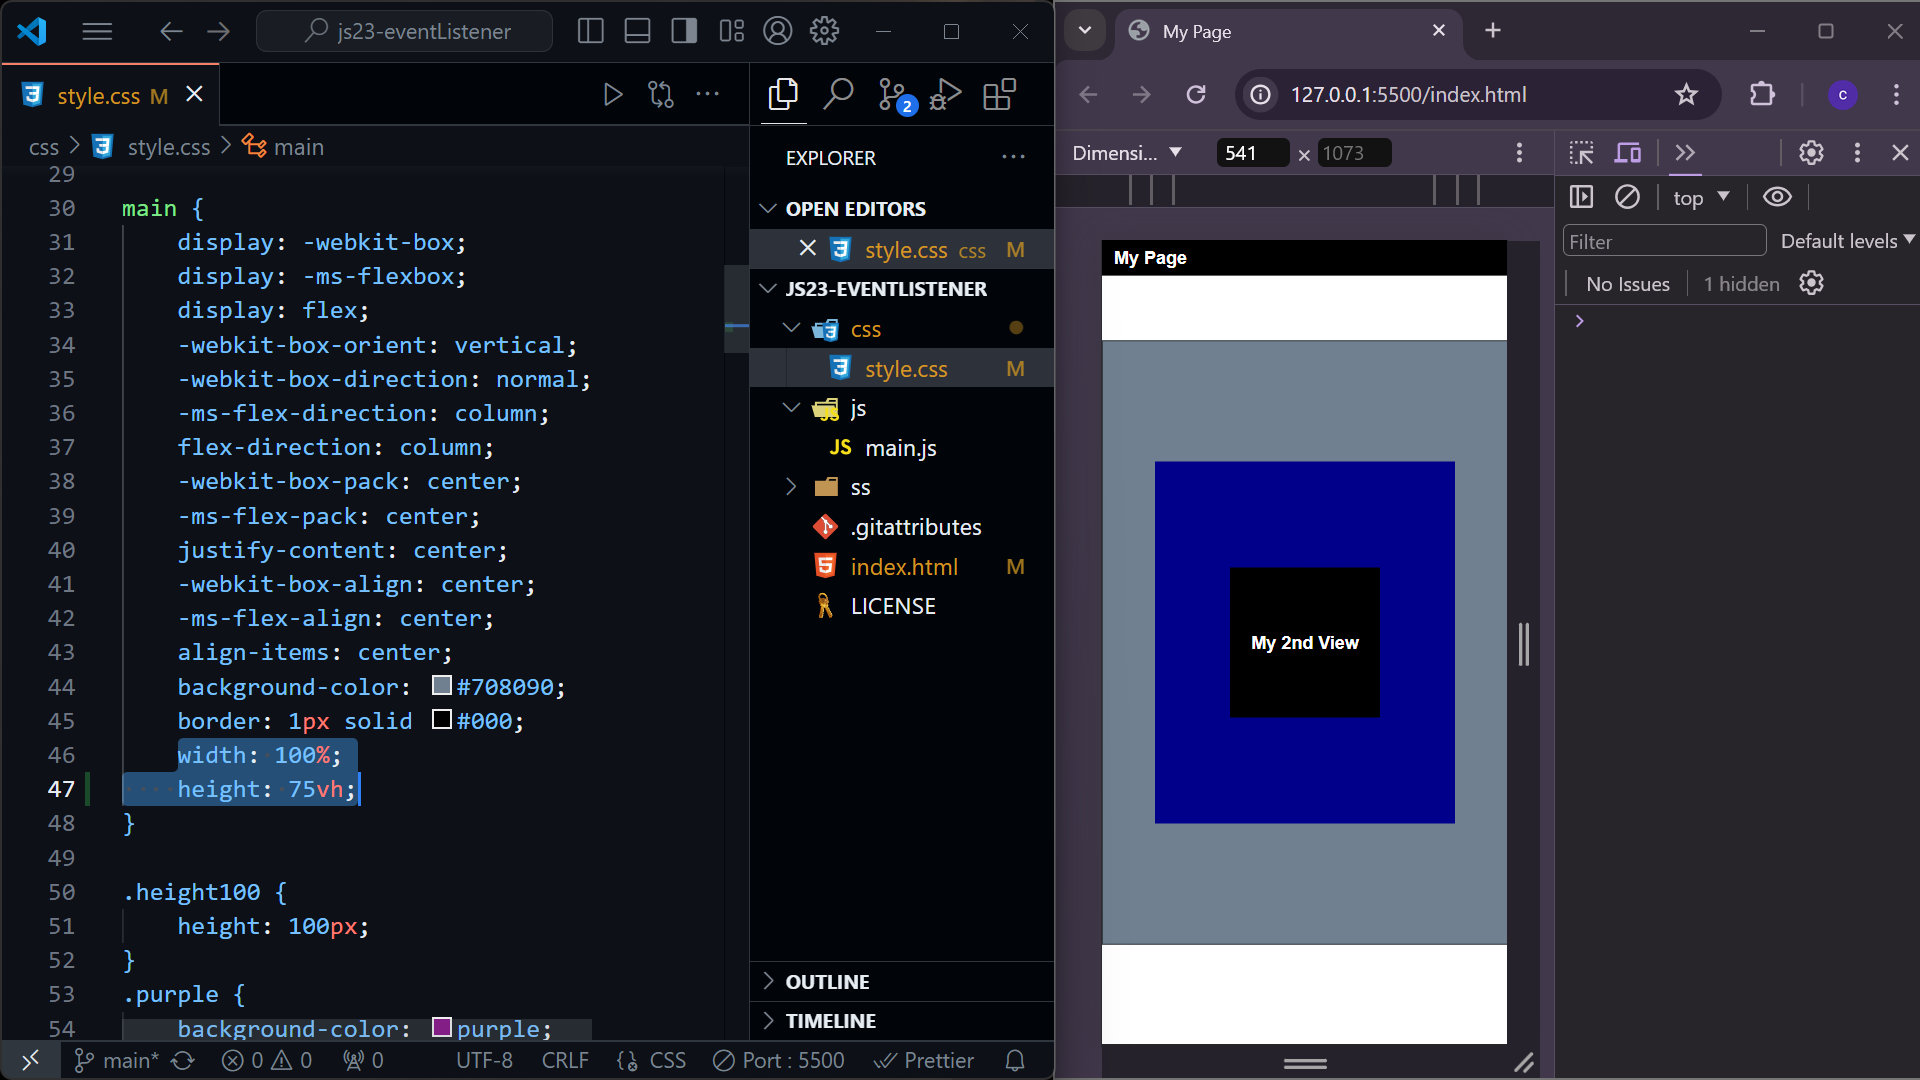 js23-eventListener
style.css M
css > style.css > main
29
30 main {
31 display: -webkit-box;
32 display: -ms-flexbox;
33 display: flex;
34 -webkit-box-orient: vertical;
35 -webkit-box-direction: normal;
36 -ms-flex-direction: column;
37 flex-direction: column;
38 -webkit-box-pack: center;
39 -ms-flex-pack: center;
40 justify-content: center;
41 -webkit-box-align: center;
42 -ms-flex-align: center;
43 align-items: center;
44 background-color: #708090;
45 border: 1px solid #000;
46 width: 100%;
47 height: 75vh;
48 }
49
50 .height100 {
51 height: 100px;
52 }
53 .purple {
54 background-color: purple;
2
EXPLORER
OPEN EDITORS
style.css css M
JS23-EVENTLISTENER
css
style.css M
js
JS main.js
ss
.gitattributes
index.html M
LICENSE
OUTLINE
TIMELINE
main* 0 0 0 UTF-8 CRLF {} CSS Port : 5500 Prettier
My Page
127.0.0.1:5500/index.html
c
Dimensi... 541 × 1073
top
Filter
Default levels
No Issues
1 hidden
My Page
My 2nd View